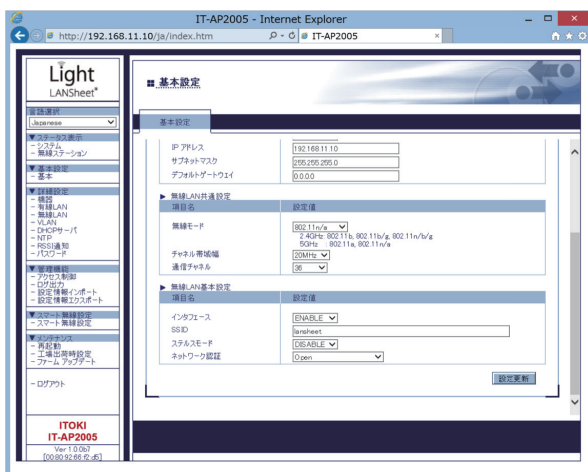 IT-AP2005 - Internet Explorer
http://192.168.11.10/ja/index.htm
IT-AP2005
Light
LANSheet
言語選択
Japanese
▼ステータス表示
- システム
- 無線ステーション
▼基本設定
- 基本
▼詳細設定
- 機器
- 有線LAN
- 無線LAN
- VLAN
- DHCPサーバ
- NTP
- RSSI通知
- パスワード
▼管理機能
- アクセス制御
- ログ出力
- 設定情報インポート
- 設定情報エクスポート
▼スマート無線設定
- スマート無線設定
▼メンテナンス
- 再起動
- 工場出荷時設定
- ファーム アップデート
- ログアウト
ITOKI
IT-AP2005
Ver 1.0.0b7
[00:80:92:66:f2:d5]
基本設定
基本設定
IP アドレス 192.168.11.10
サブネットマスク 255.255.255.0
デフォルトゲートウェイ 0.0.0.0
▶ 無線LAN共通設定
項目名 設定値
無線モード 802.11n/a
2.4GHz: 802.11b, 802.11b/g, 802.11n/b/g
5GHz : 802.11a, 802.11n/a
チャネル帯域幅 20MHz
通信チャネル 36
▶ 無線LAN基本設定
項目名 設定値
インタフェース ENABLE
SSID lansheet
ステルスモード DISABLE
ネットワーク認証 Open
設定更新